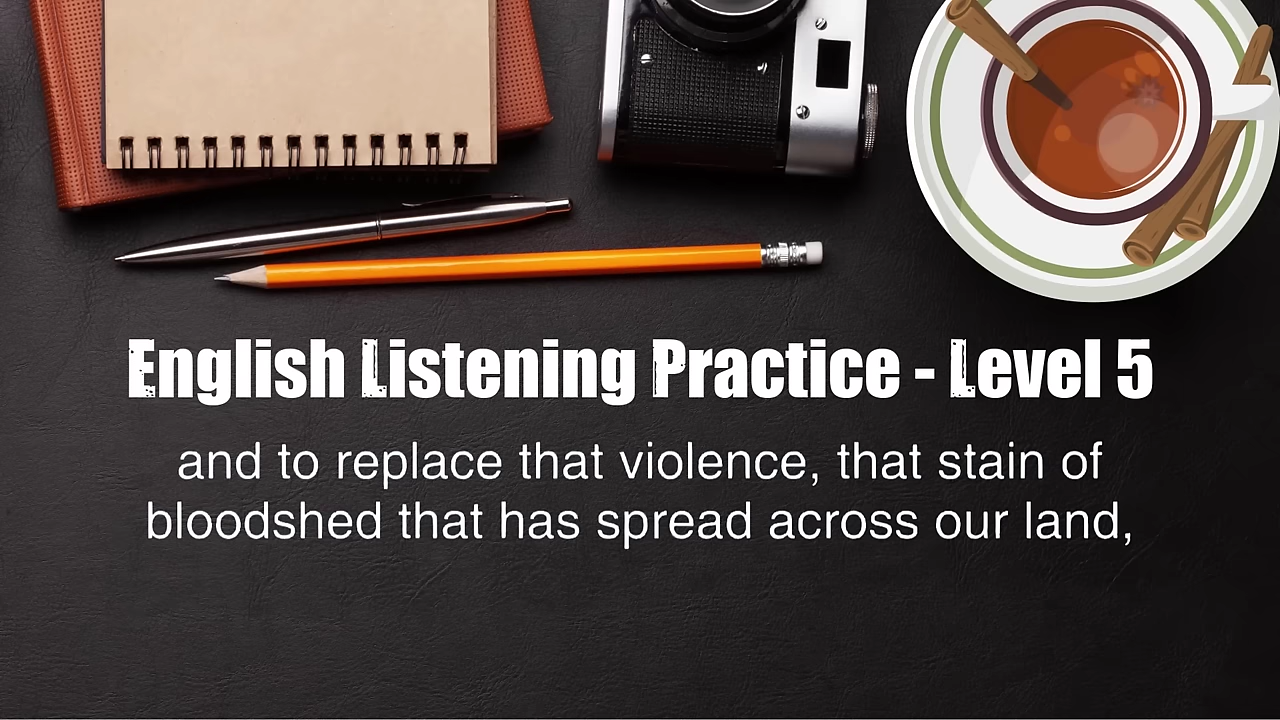 English Listening Practice - Level 5
and to replace that violence, that stain of
bloodshed that has spread across our land,